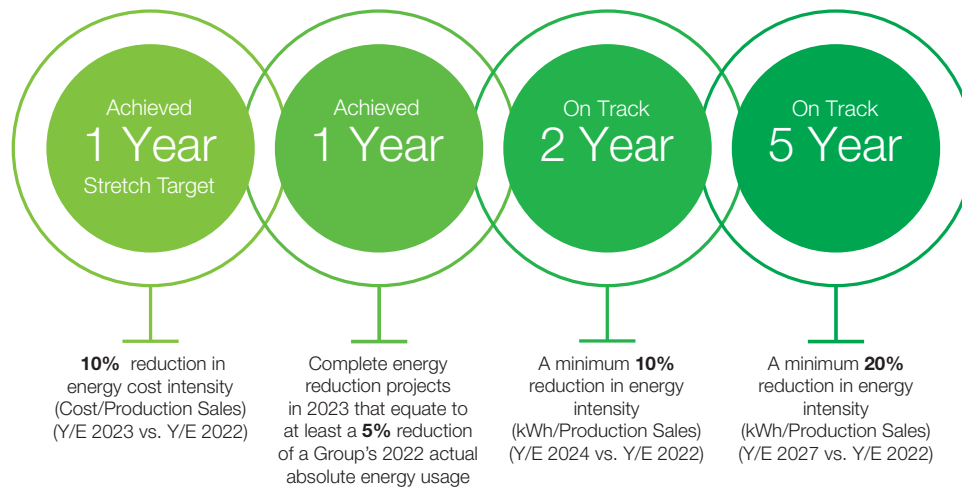 Achieved
1 Year
Stretch Target
Achieved
1 Year
On Track
2 Year
On Track
5 Year
10% reduction in
energy cost intensity
(Cost/Production Sales)
(Y/E 2023 vs. Y/E 2022)
Complete energy
reduction projects
in 2023 that equate to
at least a 5% reduction
of a Group’s 2022 actual
absolute energy usage
A minimum 10%
reduction in energy
intensity
(kWh/Production Sales)
(Y/E 2024 vs. Y/E 2022)
A minimum 20%
reduction in energy
intensity
(kWh/Production Sales)
(Y/E 2027 vs. Y/E 2022)